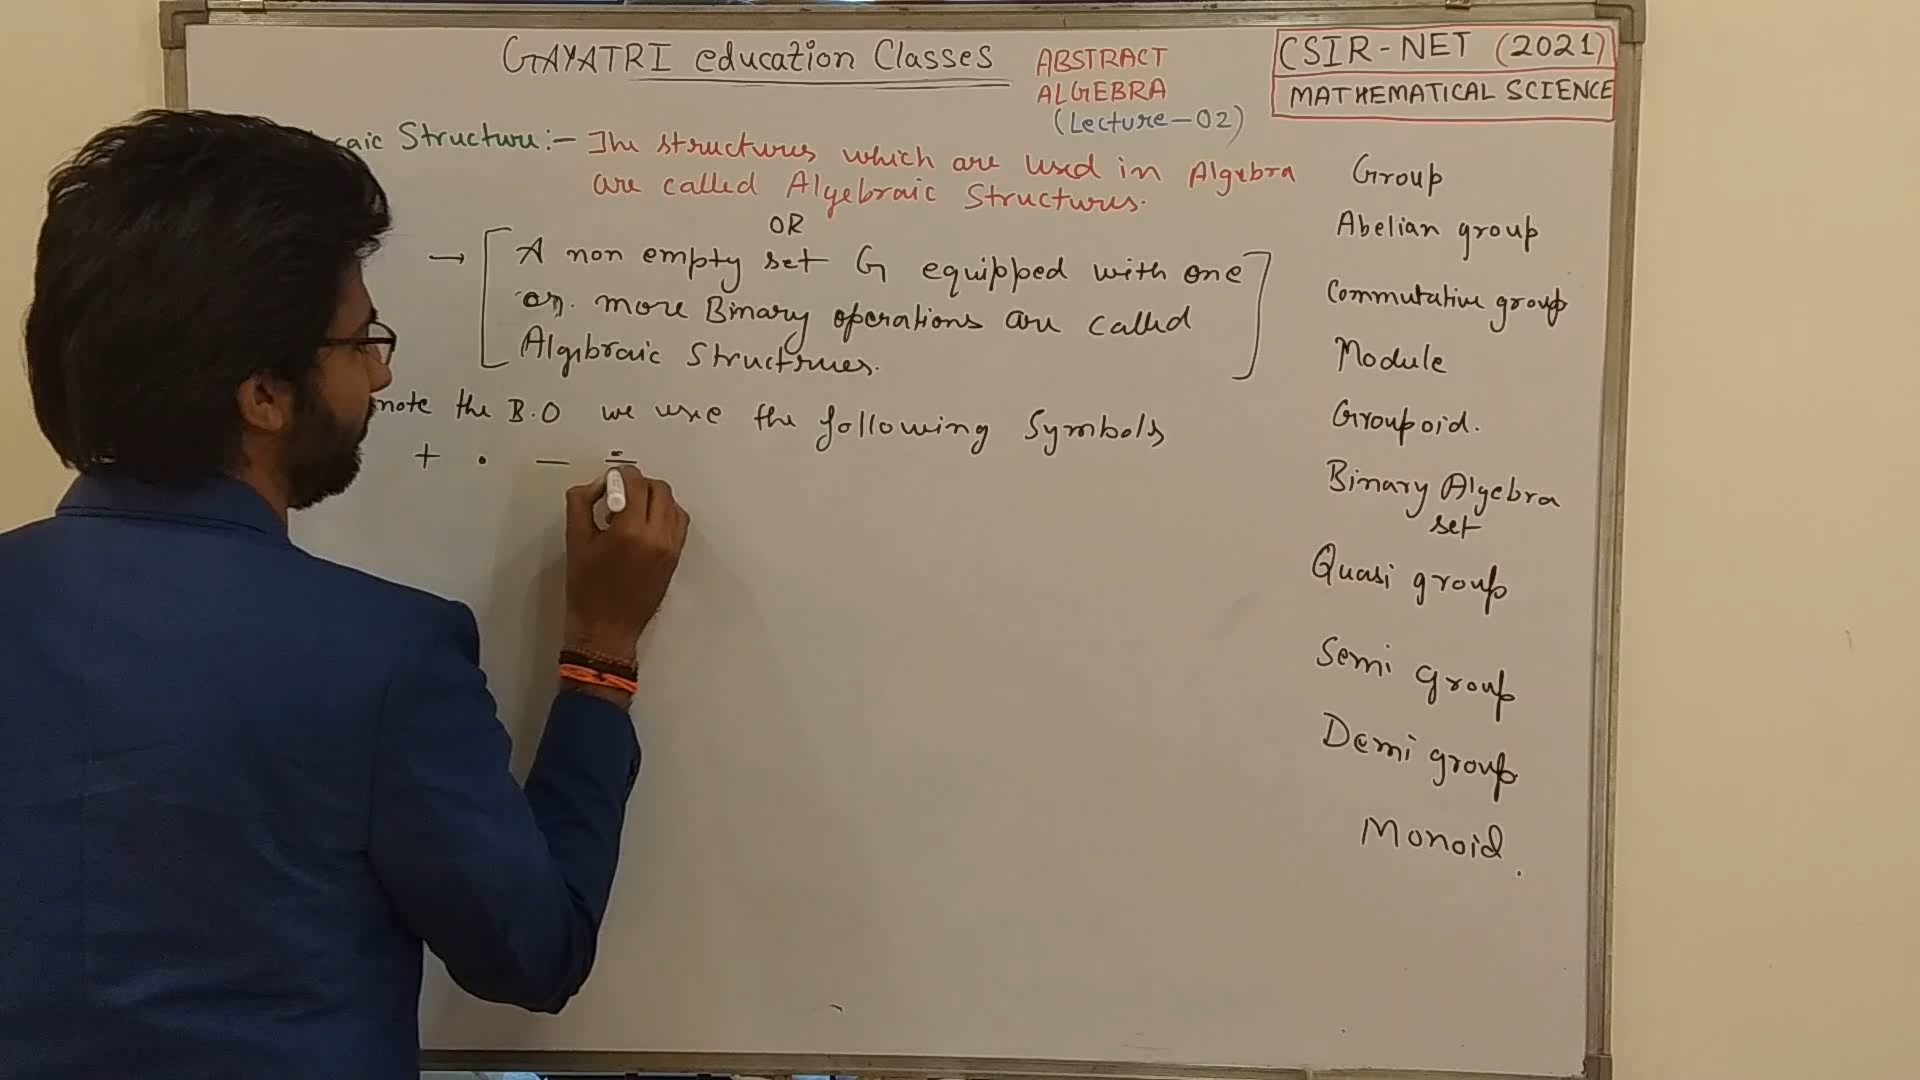 GAYATRI education Classes
ABSTRACT
ALGEBRA
(Lecture-02)
CSIR-NET (2021)
MATHEMATICAL SCIENCE
raic Structure:- The structures which are used in Algebra
are called Algebraic Structures.
OR
→ [A non empty set G equipped with one
or more Binary operations are called
Algebraic Structrues.]
note the B.O we use the following Symbols
+ . - ÷
Group
Abelian group
Commutative group
Module
Groupoid.
Binary Algebra
set
Quasi group
Semi group
Demi group
Monoid.